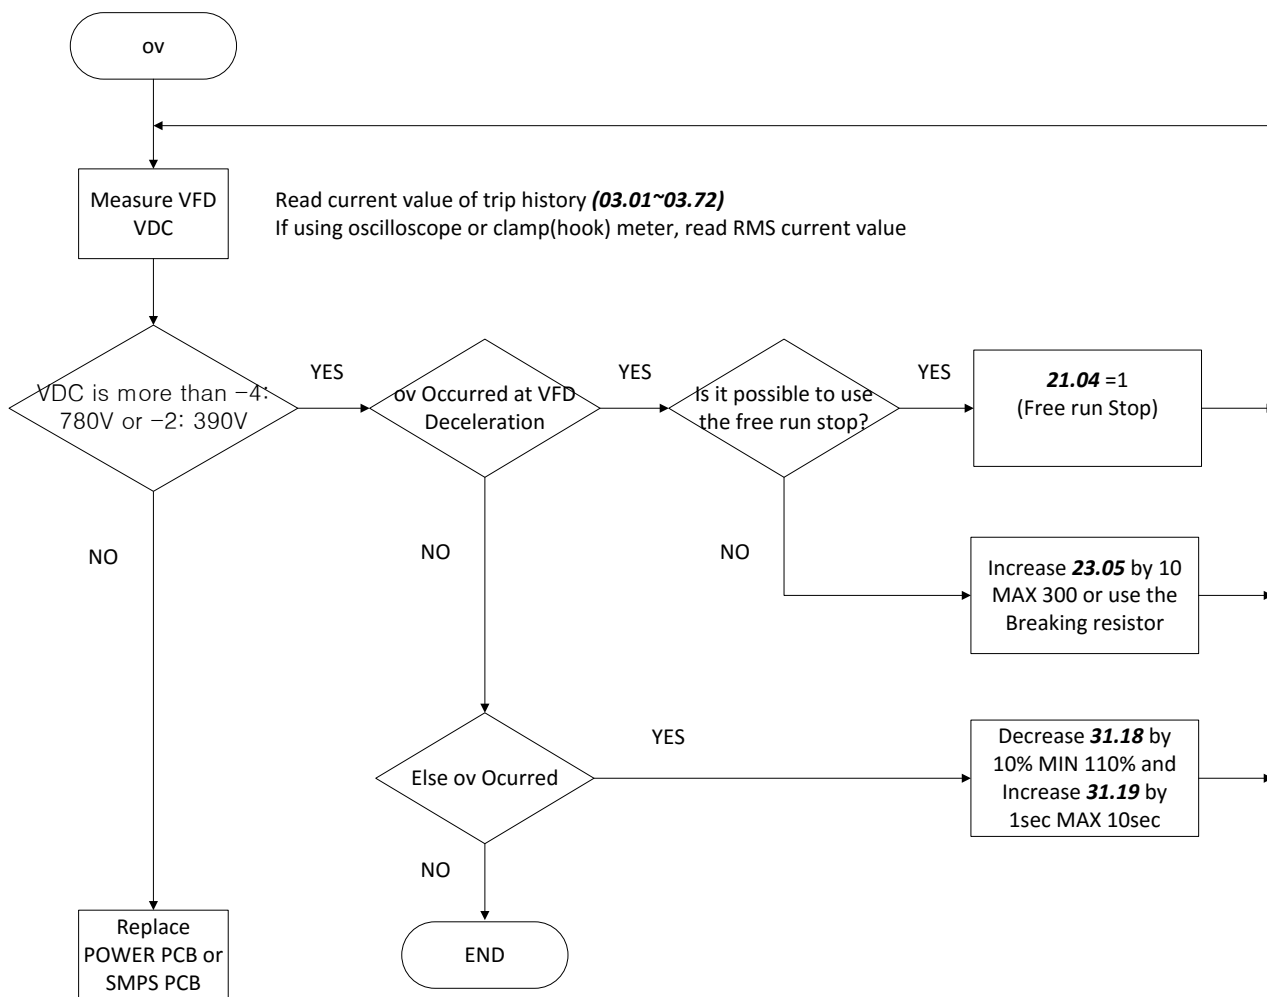 ov
Measure VFD
VDC
Read current value of trip history (03.01~03.72)
If using oscilloscope or clamp(hook) meter, read RMS current value
VDC is more than -4:
780V or -2: 390V
YES
ov Occurred at VFD
Deceleration
YES
Is it possible to use
the free run stop?
YES
21.04 =1
(Free run Stop)
NO
NO
NO
Increase 23.05 by 10
MAX 300 or use the
Breaking resistor
Else ov Ocurred
YES
Decrease 31.18 by
10% MIN 110% and
Increase 31.19 by
1sec MAX 10sec
NO
Replace
POWER PCB or
SMPS PCB
END